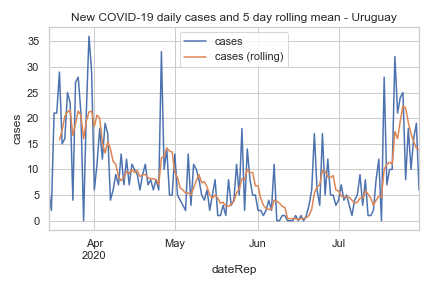 New COVID-19 daily cases and 5 day rolling mean - Uruguay
cases
cases (rolling)
35
30
25
20
15
10
5
0
cases
Apr
2020
May
Jun
Jul
dateRep